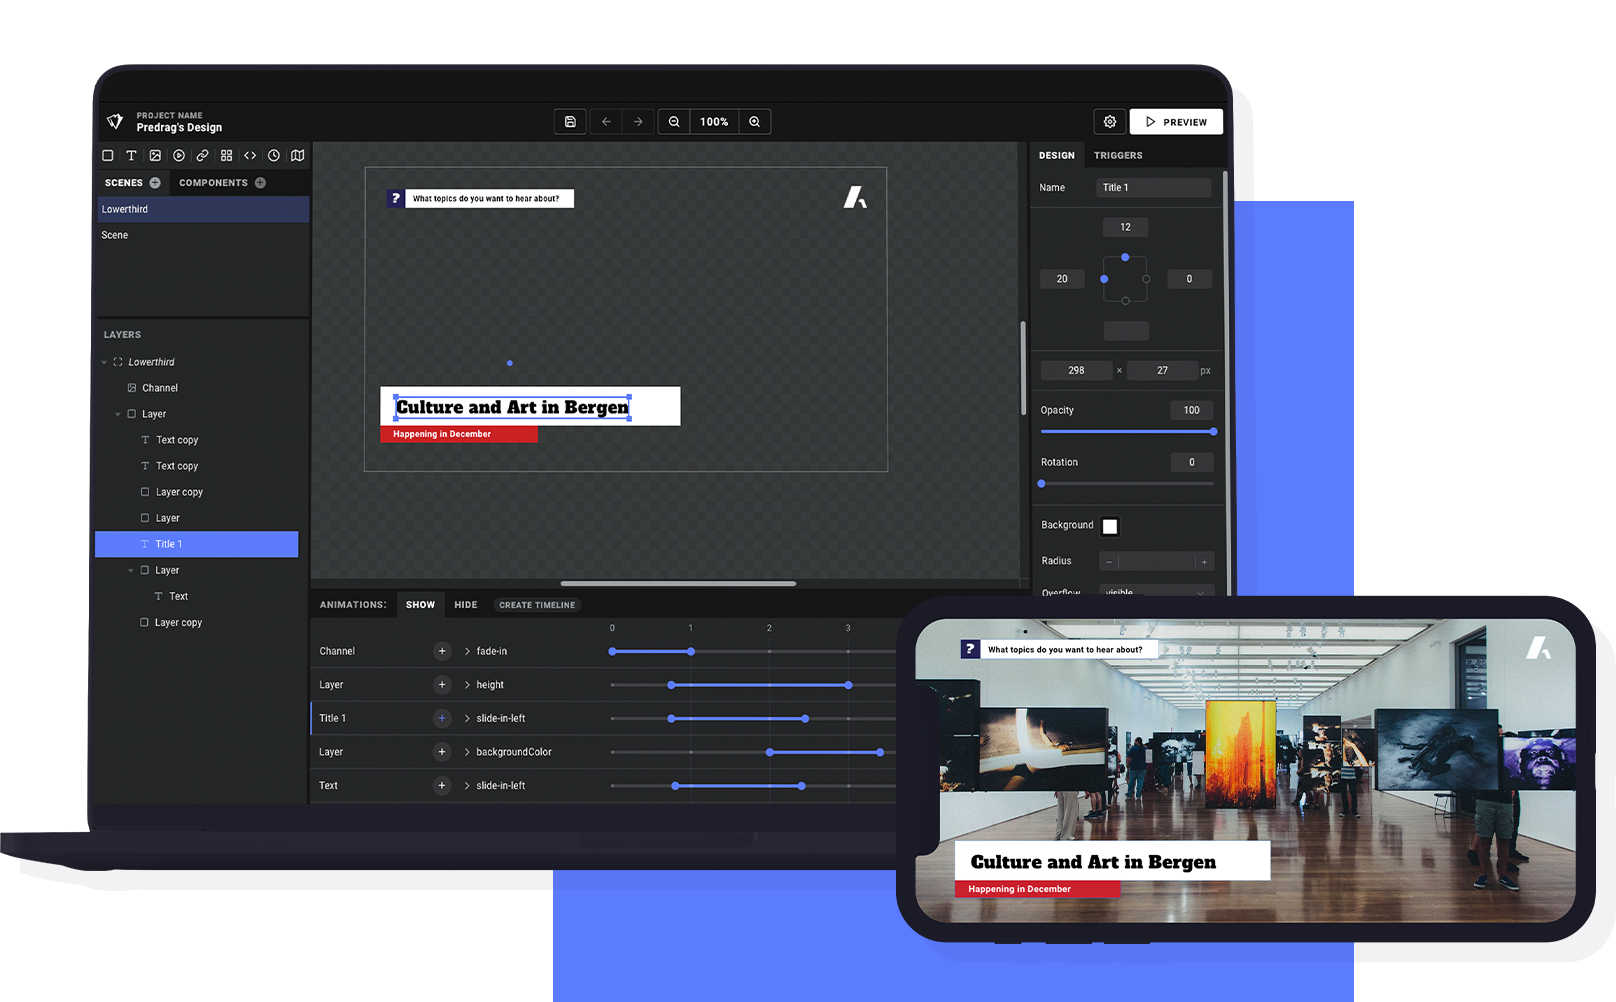 PROJECT NAME
Predrag's Design
100%
PREVIEW
SCENES
COMPONENTS
Lowerthird
Scene
LAYERS
Lowerthird
Channel
Layer
Text copy
Text copy
Layer copy
Layer
Title 1
Layer
Text
Layer copy
? What topics do you want to hear about?
Culture and Art in Bergen
Happening in December
DESIGN TRIGGERS
Name Title 1
12
20 0
298 × 27 px
Opacity 100
Rotation 0
Background
Radius − +
Overflow visible
ANIMATIONS: SHOW HIDE CREATE TIMELINE
0 1 2 3
Channel + fade-in
Layer + height
Title 1 + slide-in-left
Layer + backgroundColor
Text + slide-in-left
? What topics do you want to hear about?
Culture and Art in Bergen
Happening in December